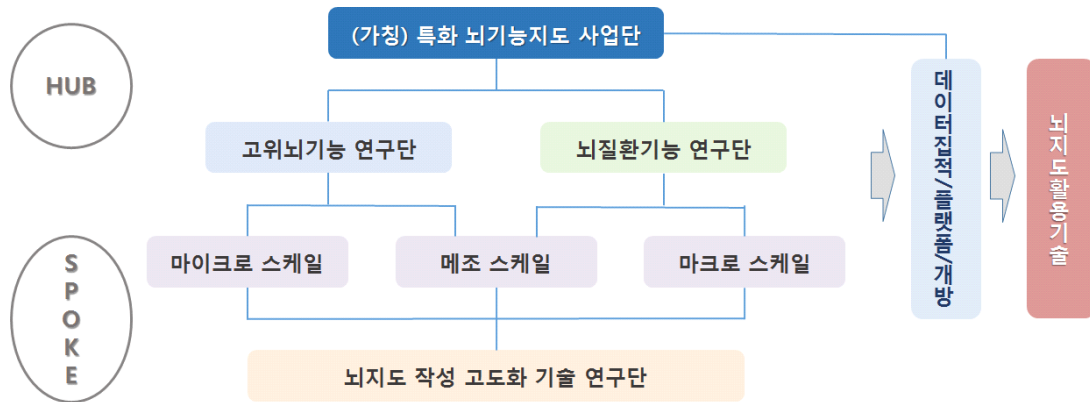 (가칭) 특화 뇌기능지도 사업단
HUB
고위뇌기능 연구단
뇌질환기능 연구단
데이터집적/플랫폼/개방
뇌지도활용기술
SPOKE
마이크로 스케일
메조 스케일
마크로 스케일
뇌지도 작성 고도화 기술 연구단